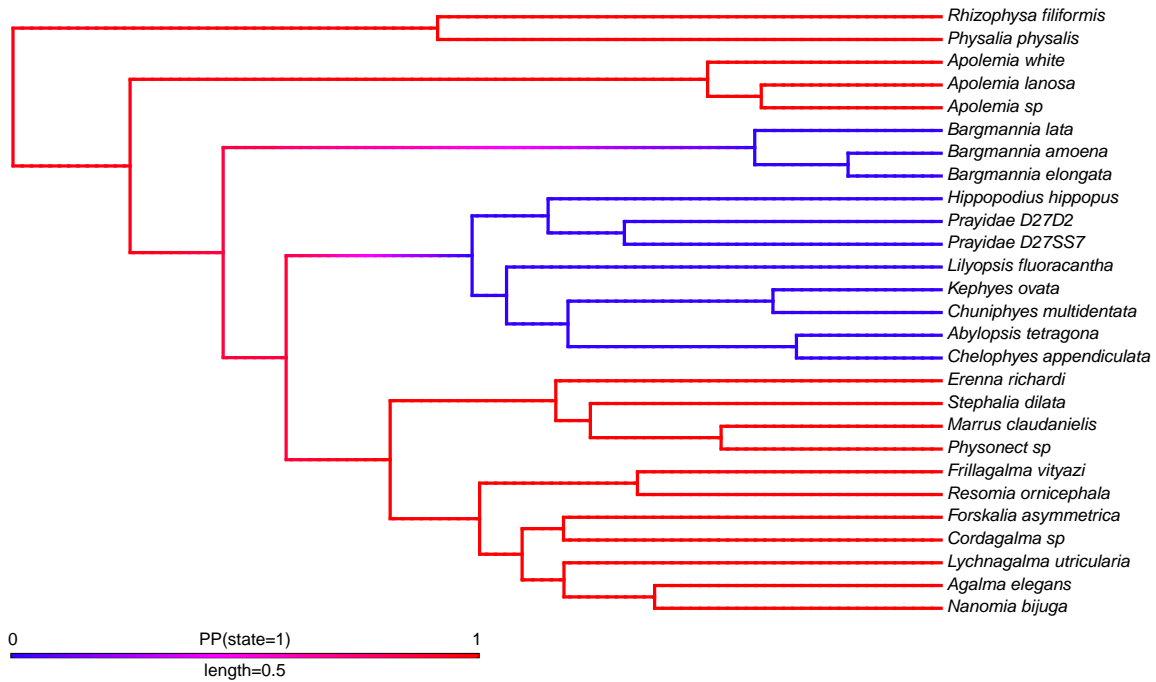 Rhizophysa filiformis
Physalia physalis
Apolemia white
Apolemia lanosa
Apolemia sp
Bargmannia lata
Bargmannia amoena
Bargmannia elongata
Hippopodius hippopus
Prayidae D27D2
Prayidae D27SS7
Lilyopsis fluoracantha
Kephyes ovata
Chuniphyes multidentata
Abylopsis tetragona
Chelophyes appendiculata
Erenna richardi
Stephalia dilata
Marrus claudanielis
Physonect sp
Frillagalma vityazi
Resomia ornicephala
Forskalia asymmetrica
Cordagalma sp
Lychnagalma utricularia
Agalma elegans
Nanomia bijuga
0 PP(state=1) 1
length=0.5